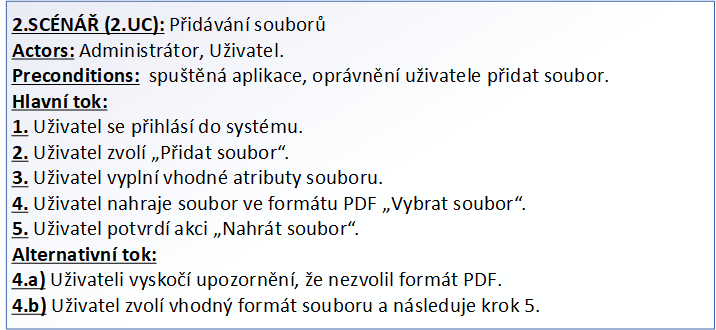 2.SCÉNÁŘ (2.UC): Přidávání souborů
Actors: Administrátor, Uživatel.
Preconditions:  spuštěná aplikace, oprávnění uživatele přidat soubor.
Hlavní tok:
1. Uživatel se přihlásí do systému.
2. Uživatel zvolí „Přidat soubor“.
3. Uživatel vyplní vhodné atributy souboru.
4. Uživatel nahraje soubor ve formátu PDF „Vybrat soubor“.
5. Uživatel potvrdí akci „Nahrát soubor“.
Alternativní tok:
4.a) Uživateli vyskočí upozornění, že nezvolil formát PDF.
4.b) Uživatel zvolí vhodný formát souboru a následuje krok 5.